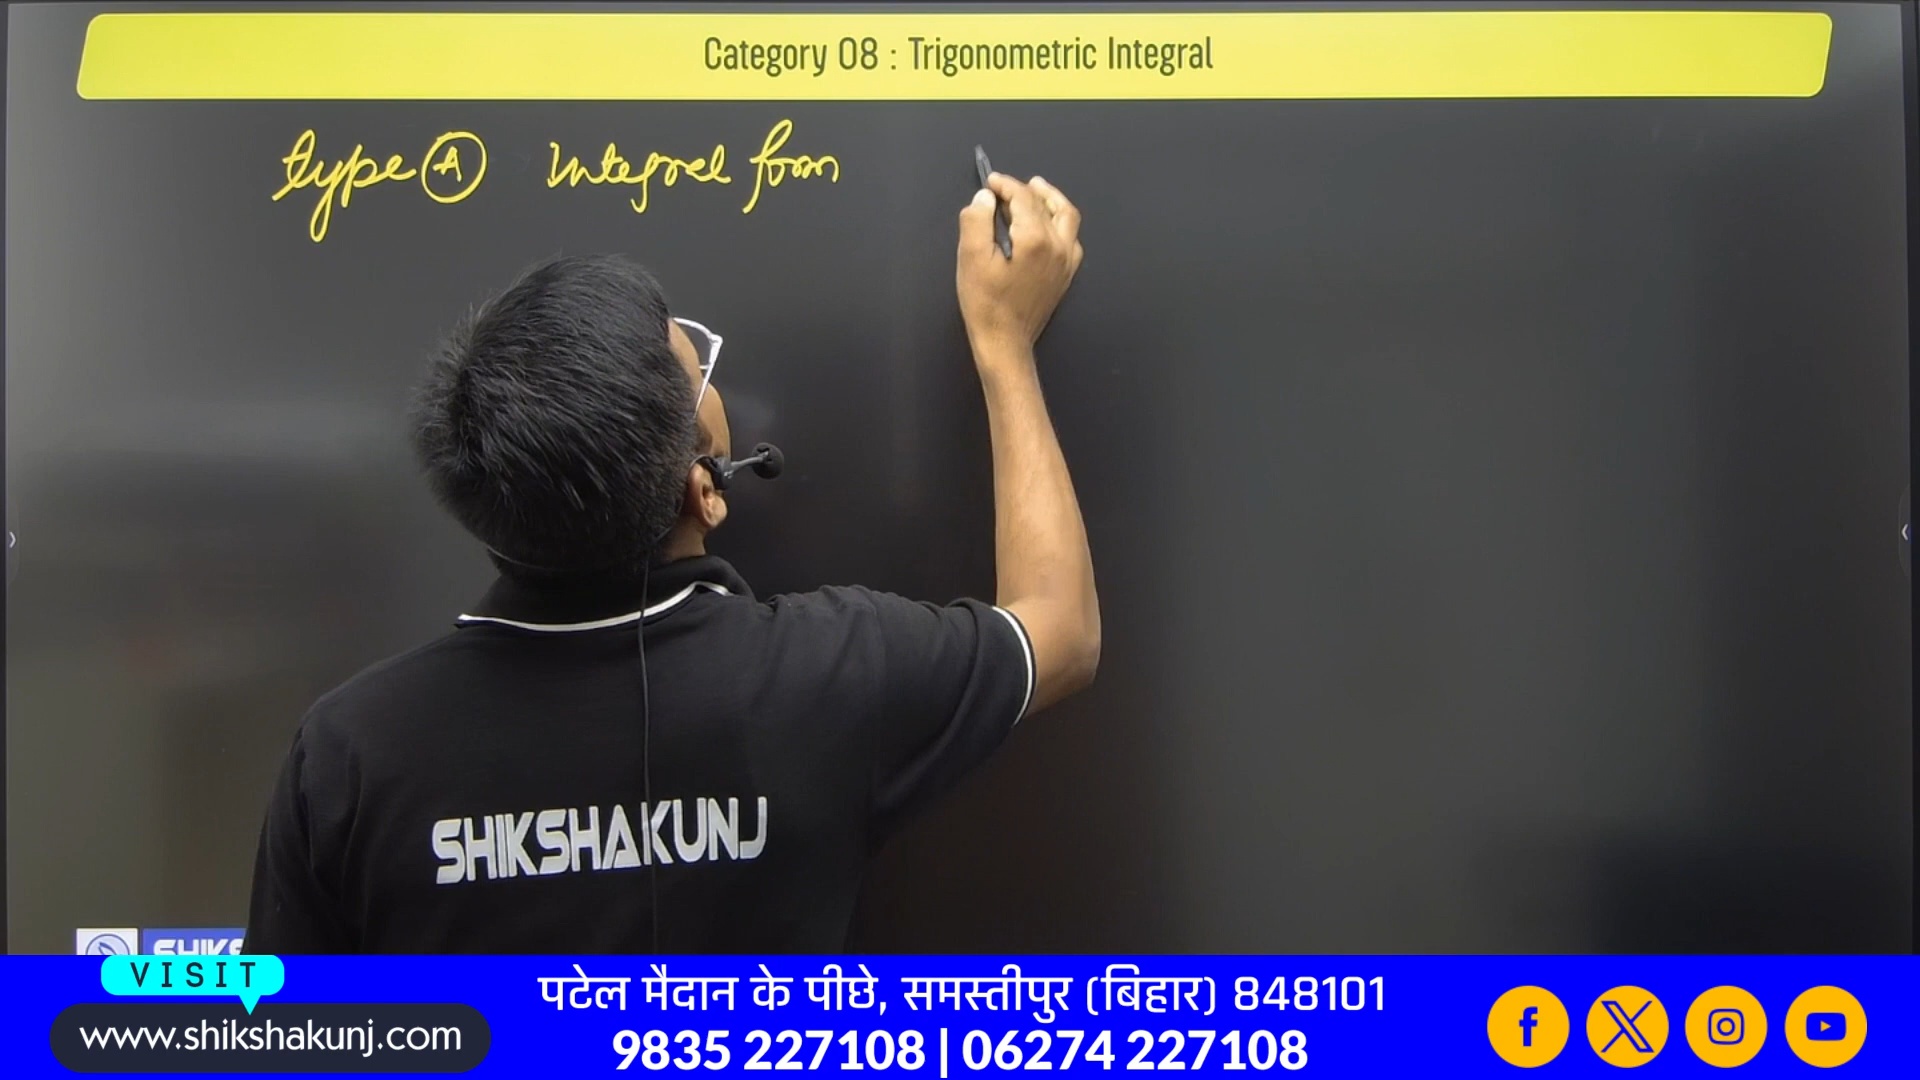 Category 08 : Trigonometric Integral
type A Integral form
SHIKSHAKUNJ
VISIT
www.shikshakunj.com
पटेल मैदान के पीछे, समस्तीपुर (बिहार) 848101
9835 227108 | 06274 227108